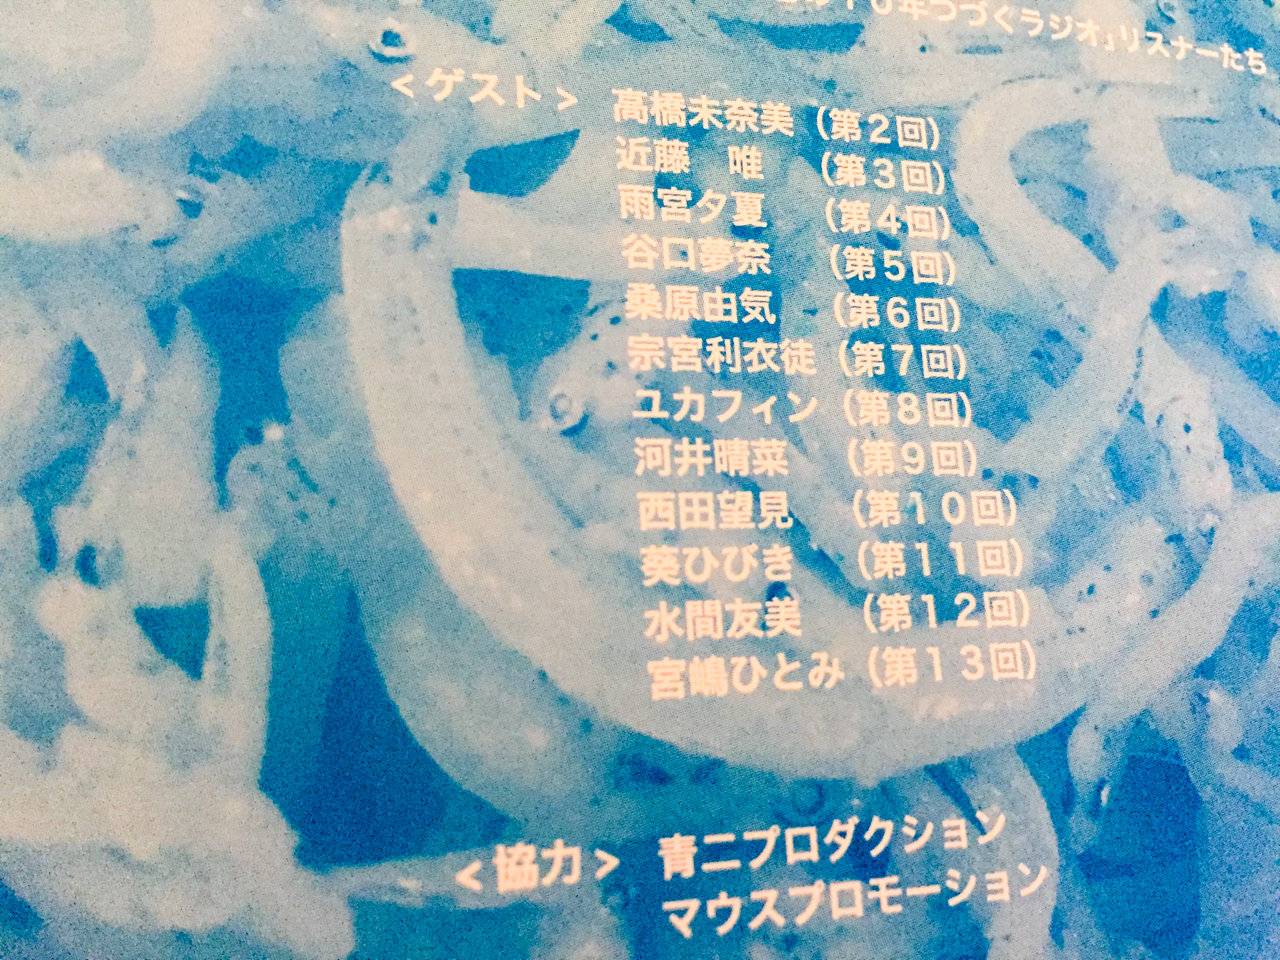 10年つづくラジオ」リスナーたち
<ゲスト> 高橋未奈美（第2回）
近藤　唯　（第3回）
雨宮夕夏　（第4回）
谷口夢奈　（第5回）
桑原由気　（第6回）
宗宮利衣徒（第7回）
ユカフィン（第8回）
河井晴菜　（第9回）
西田望見　（第10回）
葵ひびき　（第11回）
水間友美　（第12回）
宮嶋ひとみ（第13回）
<協力> 青二プロダクション
マウスプロモーション